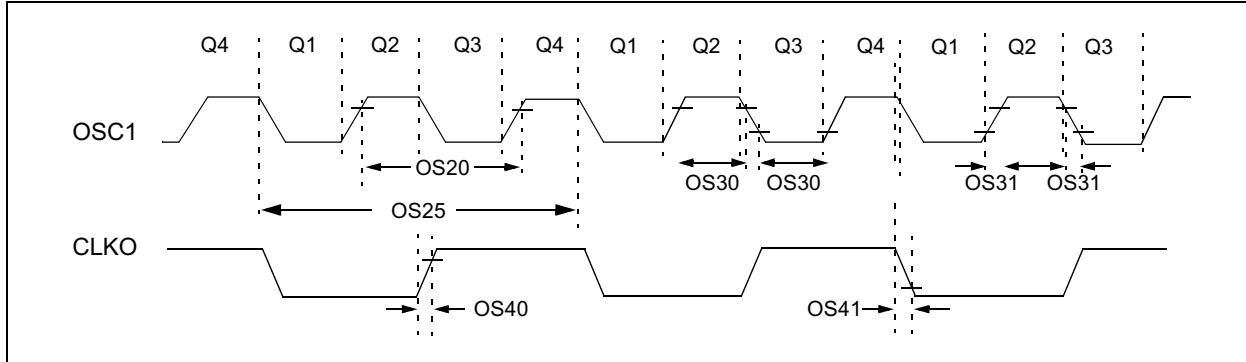 Q4 Q1 Q2 Q3 Q4 Q1 Q2 Q3 Q4 Q1 Q2 Q3
OSC1
OS20
OS30 OS30
OS31 OS31
OS25
CLKO
OS40
OS41